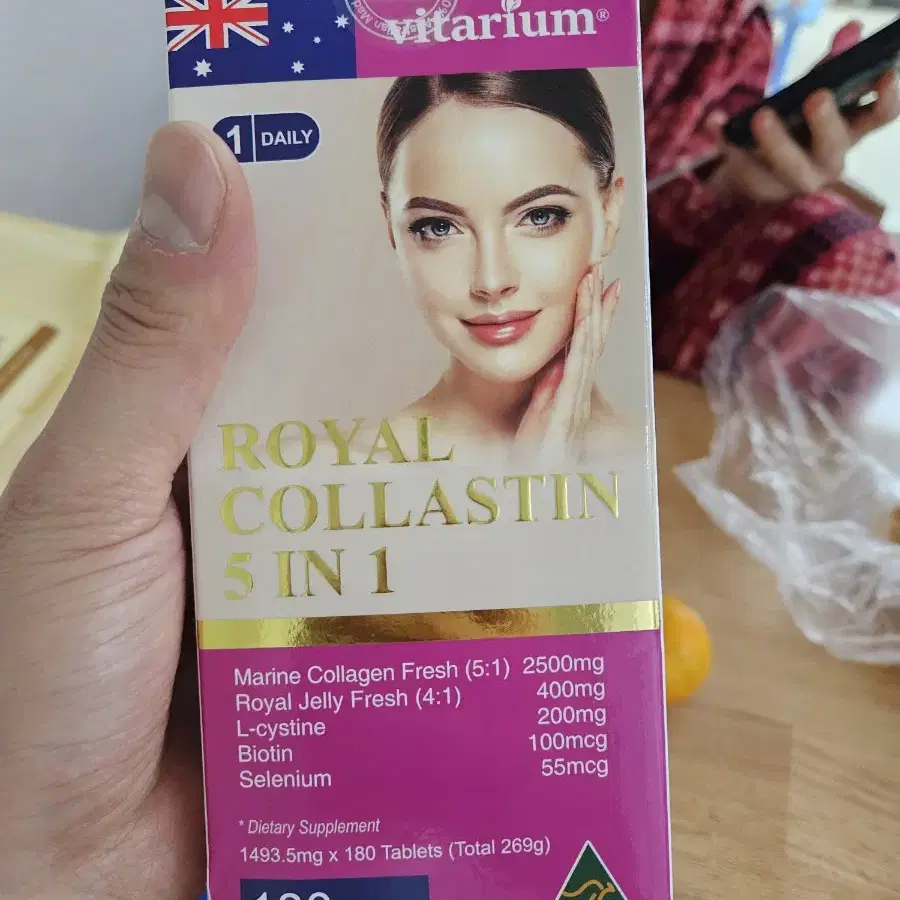 vitarium®
1 DAILY
ROYAL
COLLASTIN
5 IN 1
Marine Collagen Fresh (5:1) 2500mg
Royal Jelly Fresh (4:1) 400mg
L-cystine 200mg
Biotin 100mcg
Selenium 55mcg
* Dietary Supplement
1493.5mg x 180 Tablets (Total 269g)